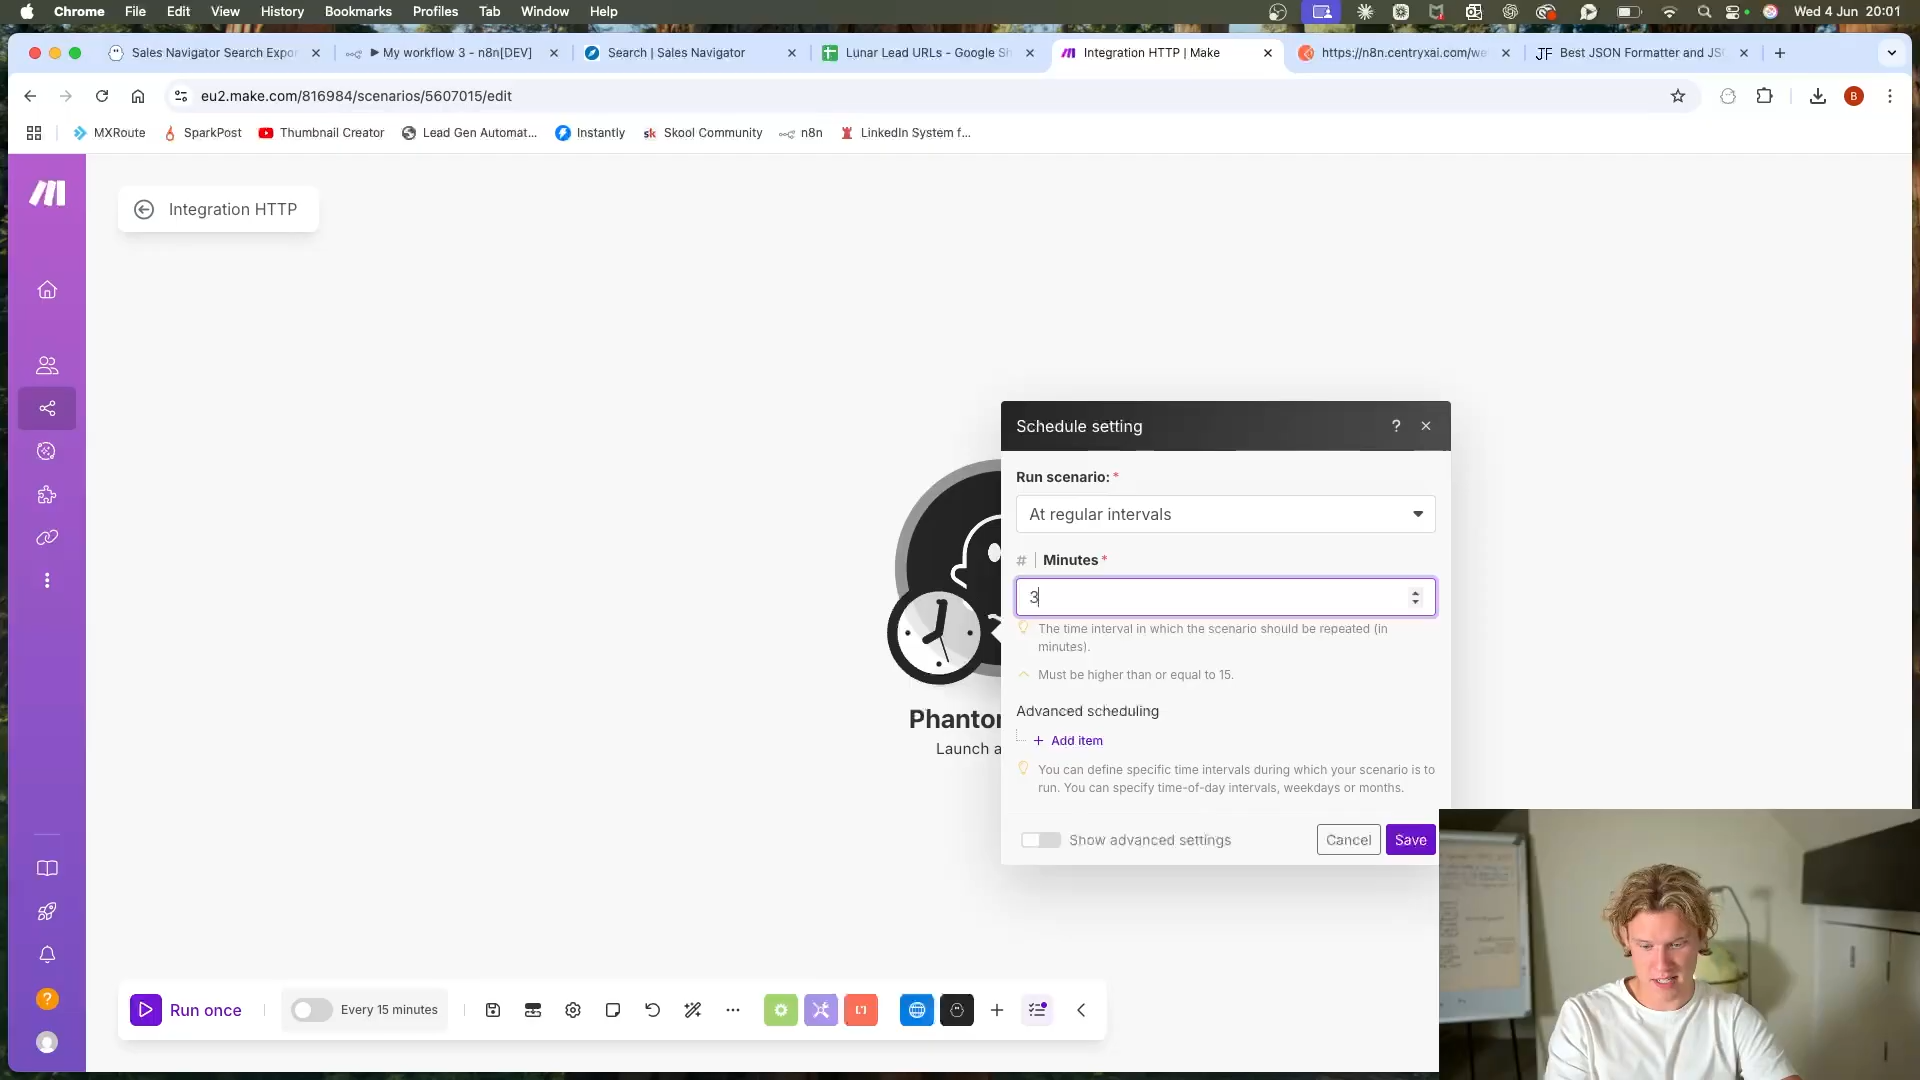 Chrome File Edit View History Bookmarks Profiles Tab Window Help Wed 4 Jun 20:01
Sales Navigator Search Expor
My workflow 3 - n8n[DEV]
Search | Sales Navigator
Lunar Lead URLs - Google Sh
Integration HTTP | Make
https://n8n.centryxai.com/we
JF Best JSON Formatter and JS
eu2.make.com/816984/scenarios/5607015/edit
B
MXRoute SparkPost Thumbnail Creator Lead Gen Automat... Instantly sk Skool Community n8n LinkedIn System f...
Integration HTTP
Schedule setting
?
Run scenario: *
At regular intervals
# Minutes *
3
The time interval in which the scenario should be repeated (in
minutes).
Must be higher than or equal to 15.
Advanced scheduling
+ Add item
You can define specific time intervals during which your scenario is to
run. You can specify time-of-day intervals, weekdays or months.
Show advanced settings
Cancel
Save
Phantom
Launch a
?
Run once
Every 15 minutes